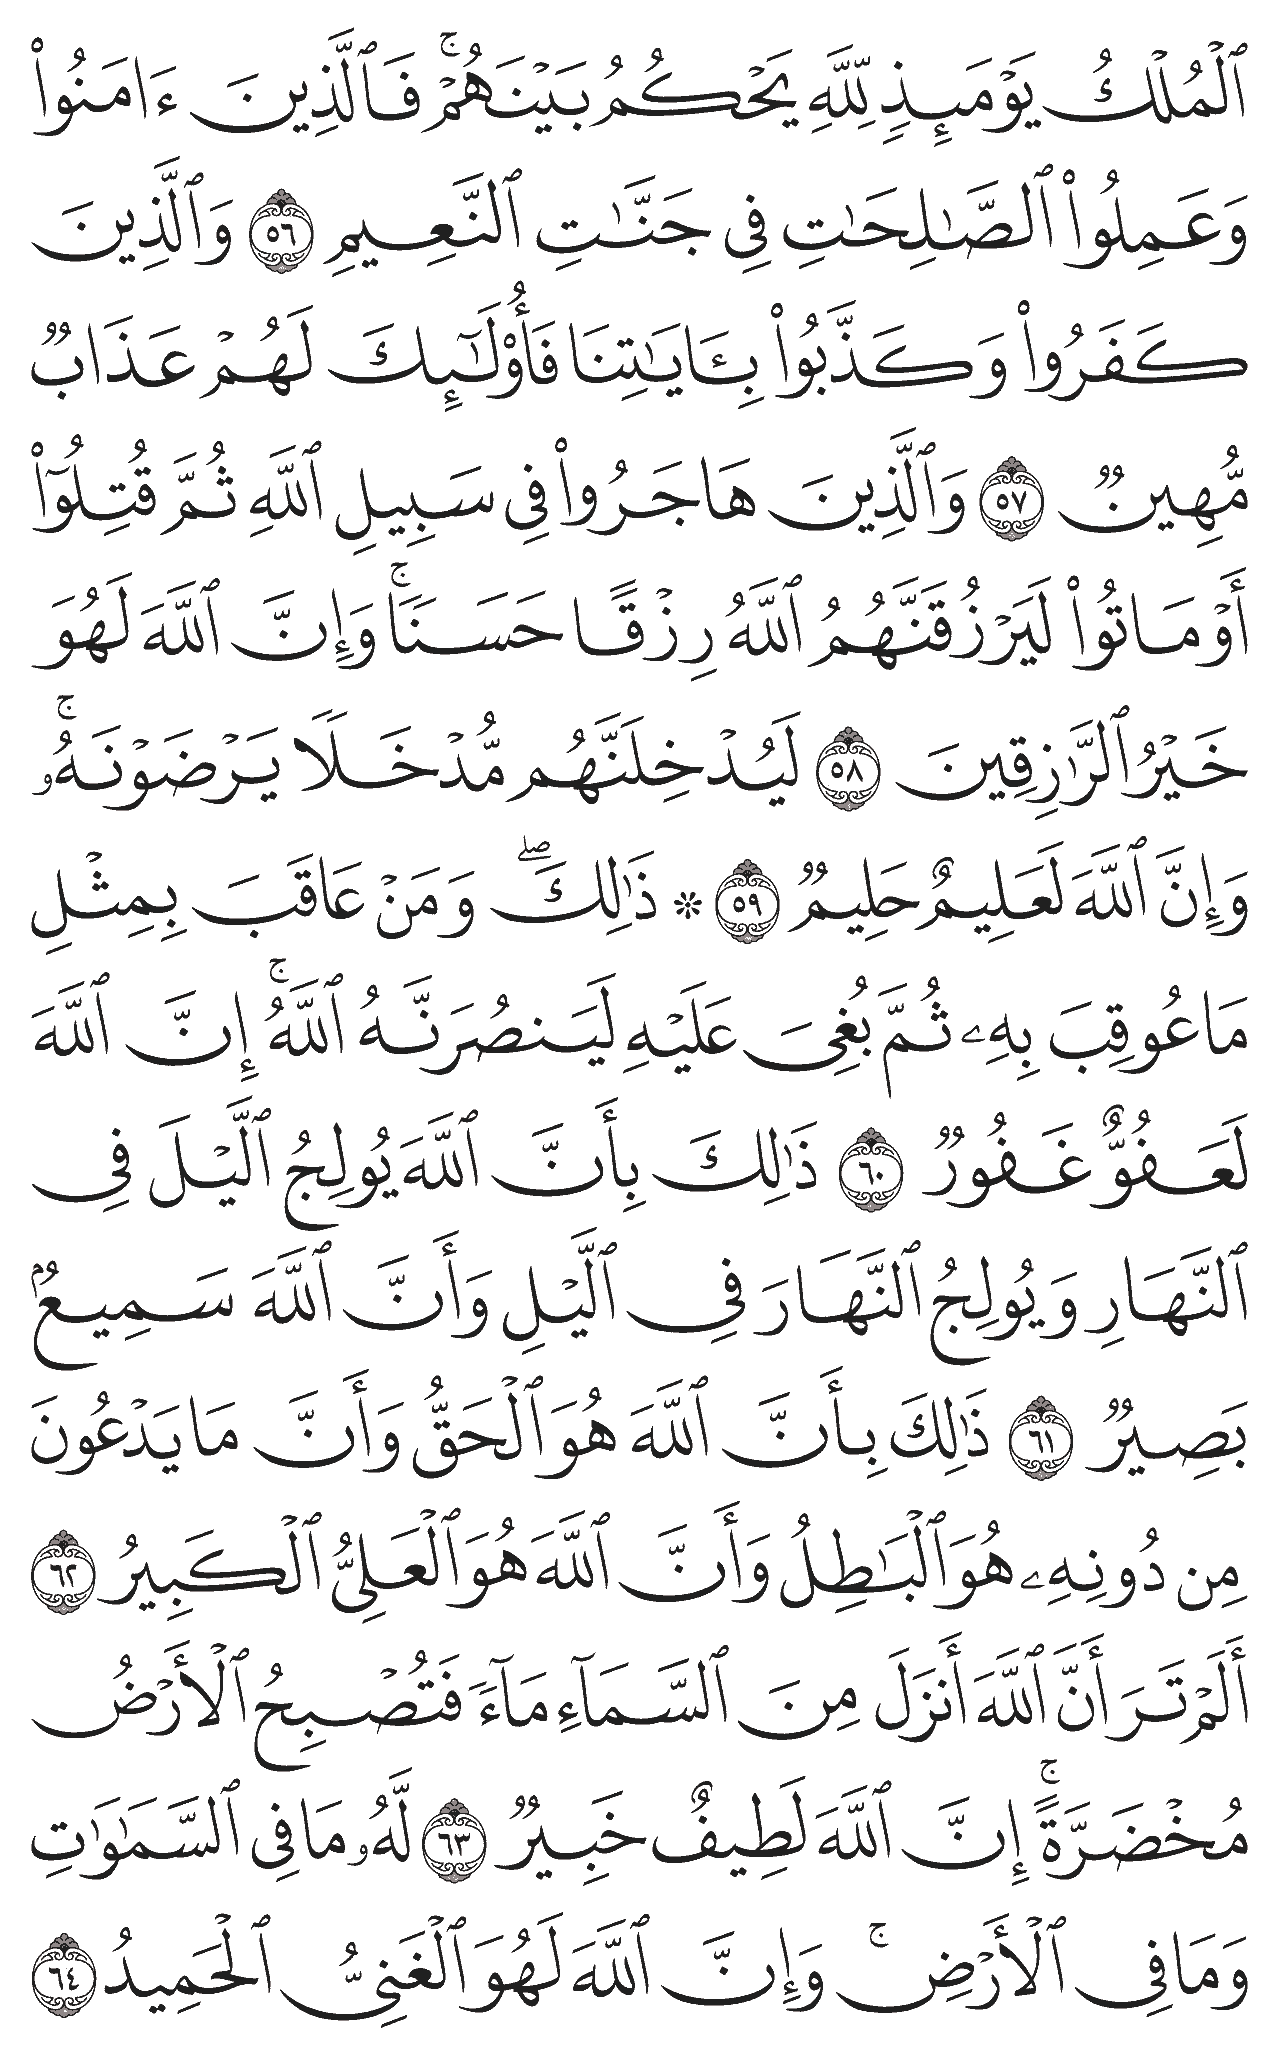 ٱلۡمُلۡكُ يَوۡمَئِذٖ لِّلَّهِ يَحۡكُمُ بَيۡنَهُمۡۚ فَٱلَّذِينَ ءَامَنُواْ
وَعَمِلُواْ ٱلصَّٰلِحَٰتِ فِي جَنَّٰتِ ٱلنَّعِيمِ ٥٦ وَٱلَّذِينَ
كَفَرُواْ وَكَذَّبُواْ بِـَٔايَٰتِنَا فَأُوْلَٰٓئِكَ لَهُمۡ عَذَابٞ
مُّهِينٞ ٥٧ وَٱلَّذِينَ هَاجَرُواْ فِي سَبِيلِ ٱللَّهِ ثُمَّ قُتِلُوٓاْ
أَوۡ مَاتُواْ لَيَرۡزُقَنَّهُمُ ٱللَّهُ رِزۡقًا حَسَنٗاۚ وَإِنَّ ٱللَّهَ لَهُوَ
خَيۡرُ ٱلرَّٰزِقِينَ ٥٨ لَيُدۡخِلَنَّهُم مُّدۡخَلٗا يَرۡضَوۡنَهُۥۚ
وَإِنَّ ٱللَّهَ لَعَلِيمٌ حَلِيمٞ ٥٩ ۞ ذَٰلِكَۖ وَمَنۡ عَاقَبَ بِمِثۡلِ
مَا عُوقِبَ بِهِۦ ثُمَّ بُغِيَ عَلَيۡهِ لَيَنصُرَنَّهُ ٱللَّهُۚ إِنَّ ٱللَّهَ
لَعَفُوٌّ غَفُورٞ ٦٠ ذَٰلِكَ بِأَنَّ ٱللَّهَ يُولِجُ ٱلَّيۡلَ فِي
ٱلنَّهَارِ وَيُولِجُ ٱلنَّهَارَ فِي ٱلَّيۡلِ وَأَنَّ ٱللَّهَ سَمِيعُۢ
بَصِيرٞ ٦١ ذَٰلِكَ بِأَنَّ ٱللَّهَ هُوَ ٱلۡحَقُّ وَأَنَّ مَا يَدۡعُونَ
مِن دُونِهِۦ هُوَ ٱلۡبَٰطِلُ وَأَنَّ ٱللَّهَ هُوَ ٱلۡعَلِيُّ ٱلۡكَبِيرُ ٦٢
أَلَمۡ تَرَ أَنَّ ٱللَّهَ أَنزَلَ مِنَ ٱلسَّمَآءِ مَآءٗ فَتُصۡبِحُ ٱلۡأَرۡضُ
مُخۡضَرَّةًۚ إِنَّ ٱللَّهَ لَطِيفٌ خَبِيرٞ ٦٣ لَّهُۥ مَا فِي ٱلسَّمَٰوَٰتِ
وَمَا فِي ٱلۡأَرۡضِۚ وَإِنَّ ٱللَّهَ لَهُوَ ٱلۡغَنِيُّ ٱلۡحَمِيدُ ٦٤